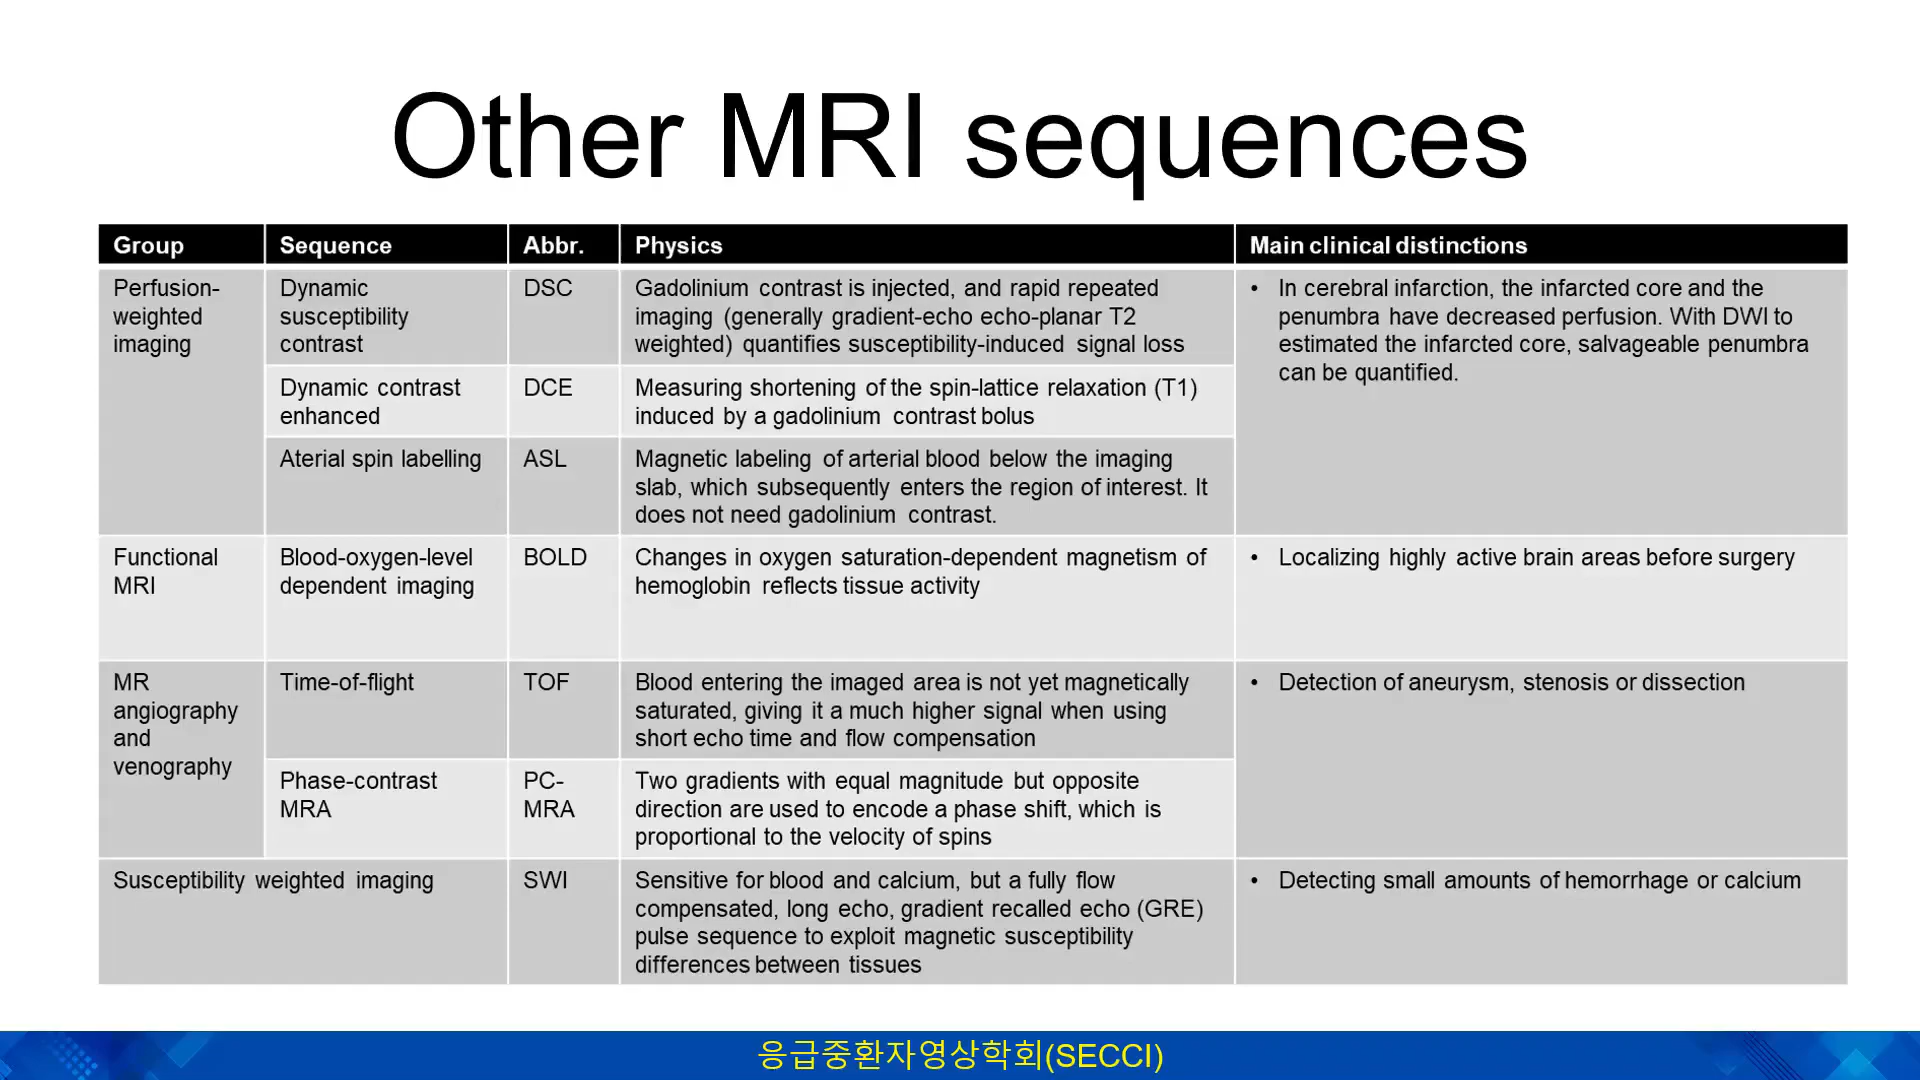 Other MRI sequences
Group
Sequence
Abbr.
Physics
Main clinical distinctions
Perfusion-
weighted
imaging
Dynamic
susceptibility
contrast
DSC
Gadolinium contrast is injected, and rapid repeated
imaging (generally gradient-echo echo-planar T2
weighted) quantifies susceptibility-induced signal loss
• In cerebral infarction, the infarcted core and the
penumbra have decreased perfusion. With DWI to
estimated the infarcted core, salvageable penumbra
can be quantified.
Dynamic contrast
enhanced
DCE
Measuring shortening of the spin-lattice relaxation (T1)
induced by a gadolinium contrast bolus
Aterial spin labelling
ASL
Magnetic labeling of arterial blood below the imaging
slab, which subsequently enters the region of interest. It
does not need gadolinium contrast.
Functional
MRI
Blood-oxygen-level
dependent imaging
BOLD
Changes in oxygen saturation-dependent magnetism of
hemoglobin reflects tissue activity
• Localizing highly active brain areas before surgery
MR
angiography
and
venography
Time-of-flight
TOF
Blood entering the imaged area is not yet magnetically
saturated, giving it a much higher signal when using
short echo time and flow compensation
• Detection of aneurysm, stenosis or dissection
Phase-contrast
MRA
PC-
MRA
Two gradients with equal magnitude but opposite
direction are used to encode a phase shift, which is
proportional to the velocity of spins
Susceptibility weighted imaging
SWI
Sensitive for blood and calcium, but a fully flow
compensated, long echo, gradient recalled echo (GRE)
pulse sequence to exploit magnetic susceptibility
differences between tissues
• Detecting small amounts of hemorrhage or calcium
응급중환자영상학회(SECCI)